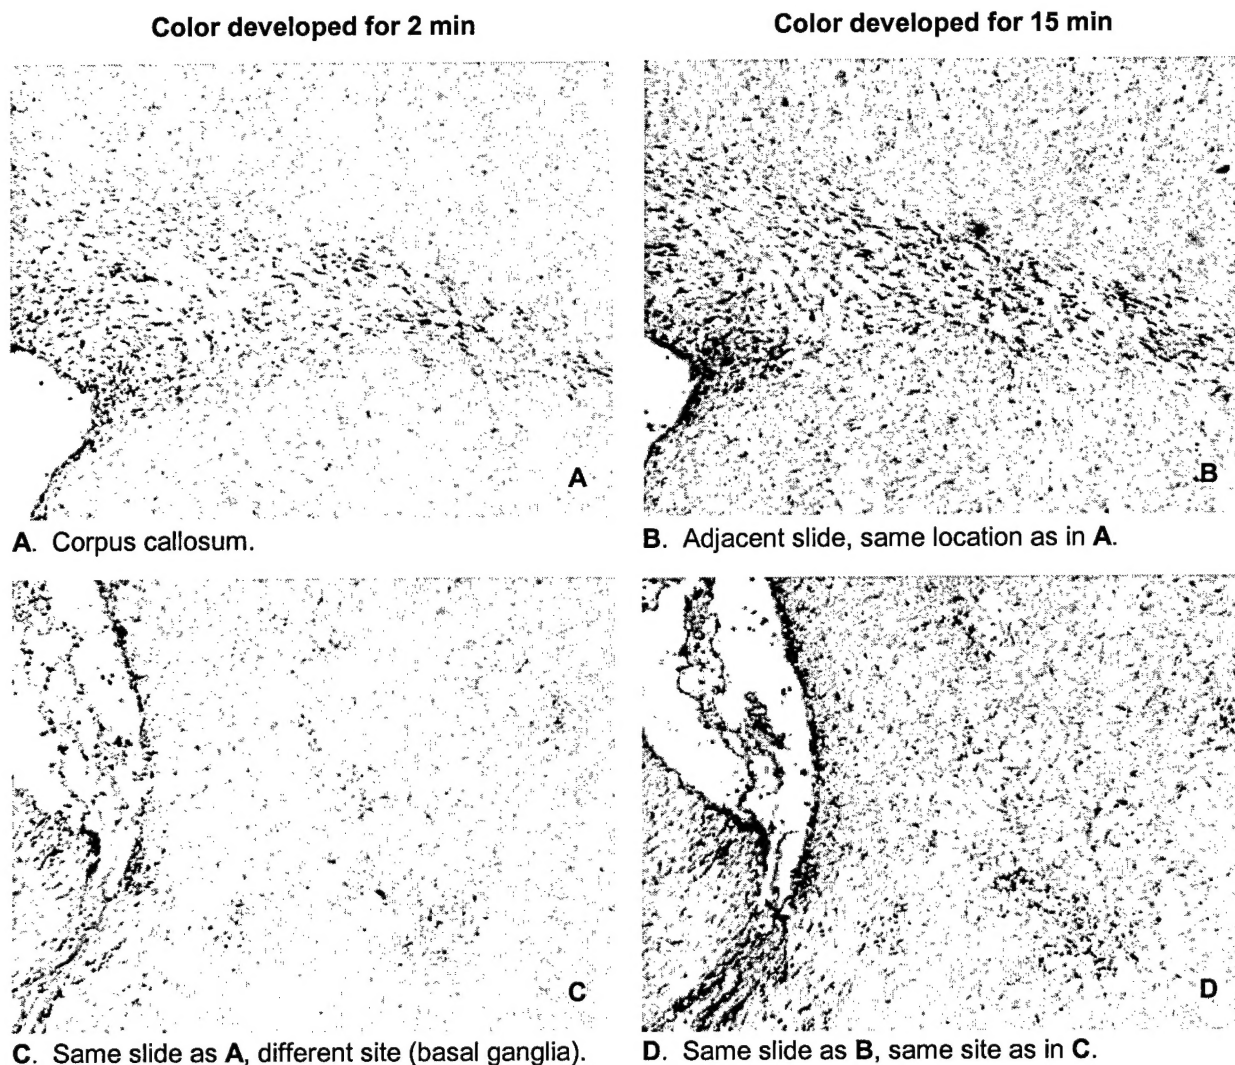 Color developed for 2 min
Color developed for 15 min
A
B
A. Corpus callosum.
B. Adjacent slide, same location as in A.
C
D
C. Same slide as A, different site (basal ganglia).
D. Same slide as B, same site as in C.